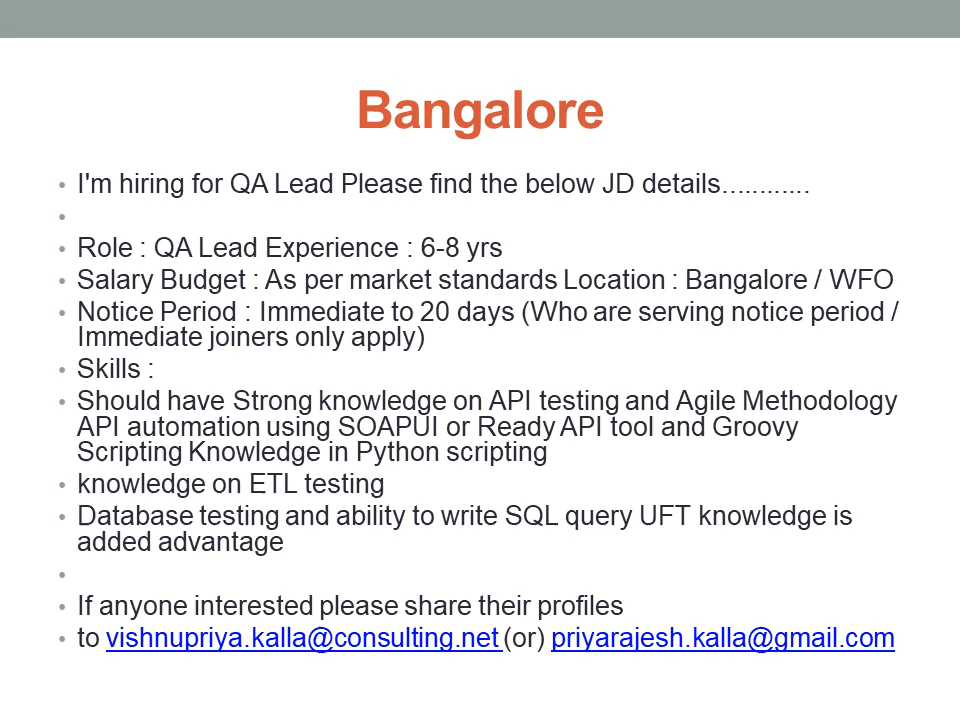 Bangalore
• I'm hiring for QA Lead Please find the below JD details............
•
• Role : QA Lead Experience : 6-8 yrs
• Salary Budget : As per market standards Location : Bangalore / WFO
• Notice Period : Immediate to 20 days (Who are serving notice period /
Immediate joiners only apply)
• Skills :
• Should have Strong knowledge on API testing and Agile Methodology
API automation using SOAPUI or Ready API tool and Groovy
Scripting Knowledge in Python scripting
• knowledge on ETL testing
• Database testing and ability to write SQL query UFT knowledge is
added advantage
•
• If anyone interested please share their profiles
• to vishnupriya.kalla@consulting.net (or) priyarajesh.kalla@gmail.com